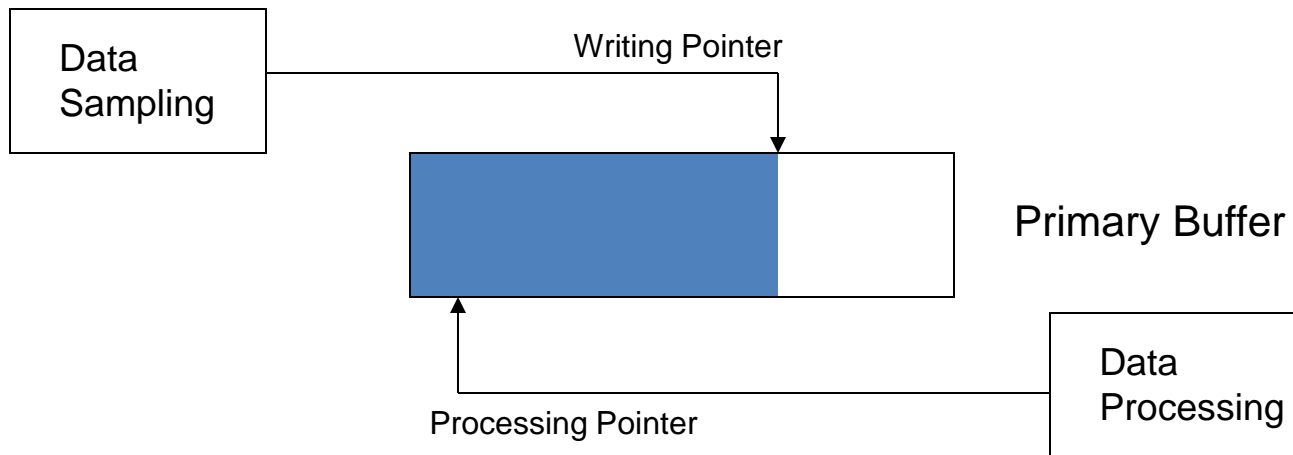 Data
Sampling
Writing Pointer
Primary Buffer
Data
Processing
Processing Pointer